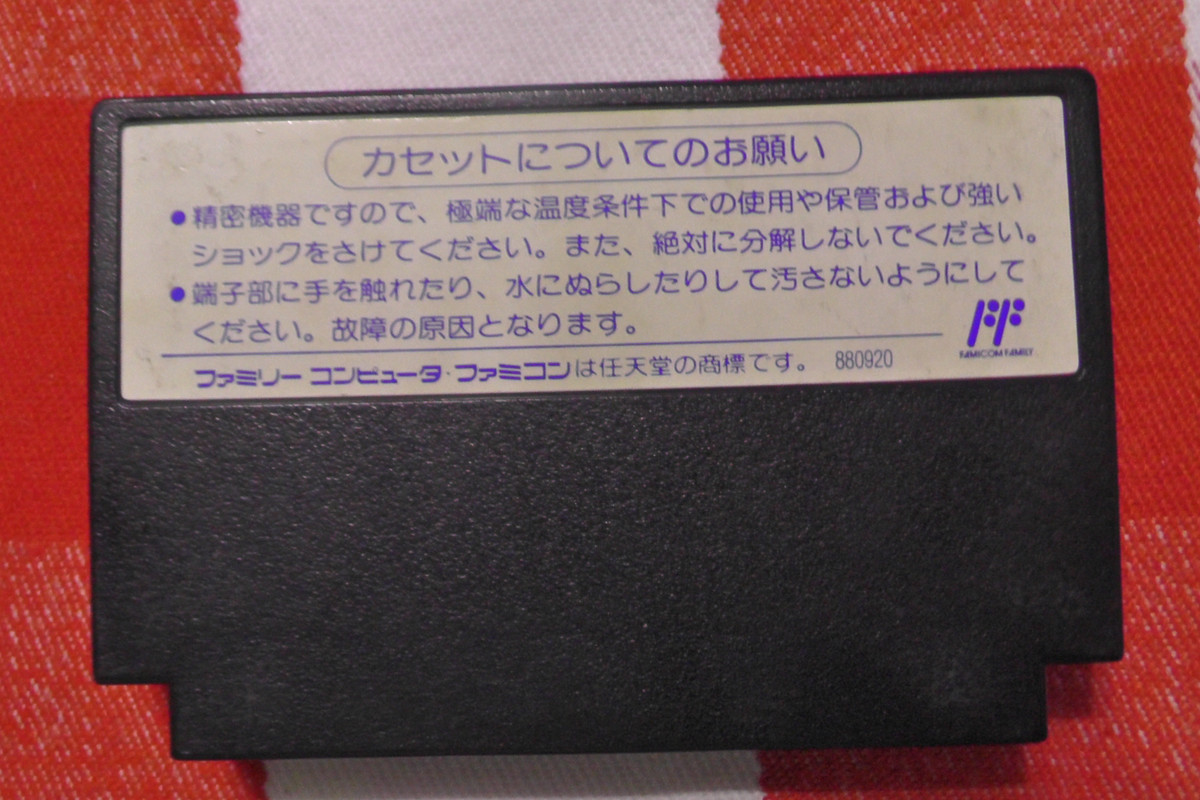 カセットについてのお願い
●精密機器ですので、極端な温度条件下での使用や保管および強い
ショックをさけてください。また、絶対に分解しないでください。
●端子部に手を触れたり、水にぬらしたりして汚さないようにして
ください。故障の原因となります。
FF
FAMICOM FAMILY
ファミリー コンピュータ・ファミコンは任天堂の商標です。 880920